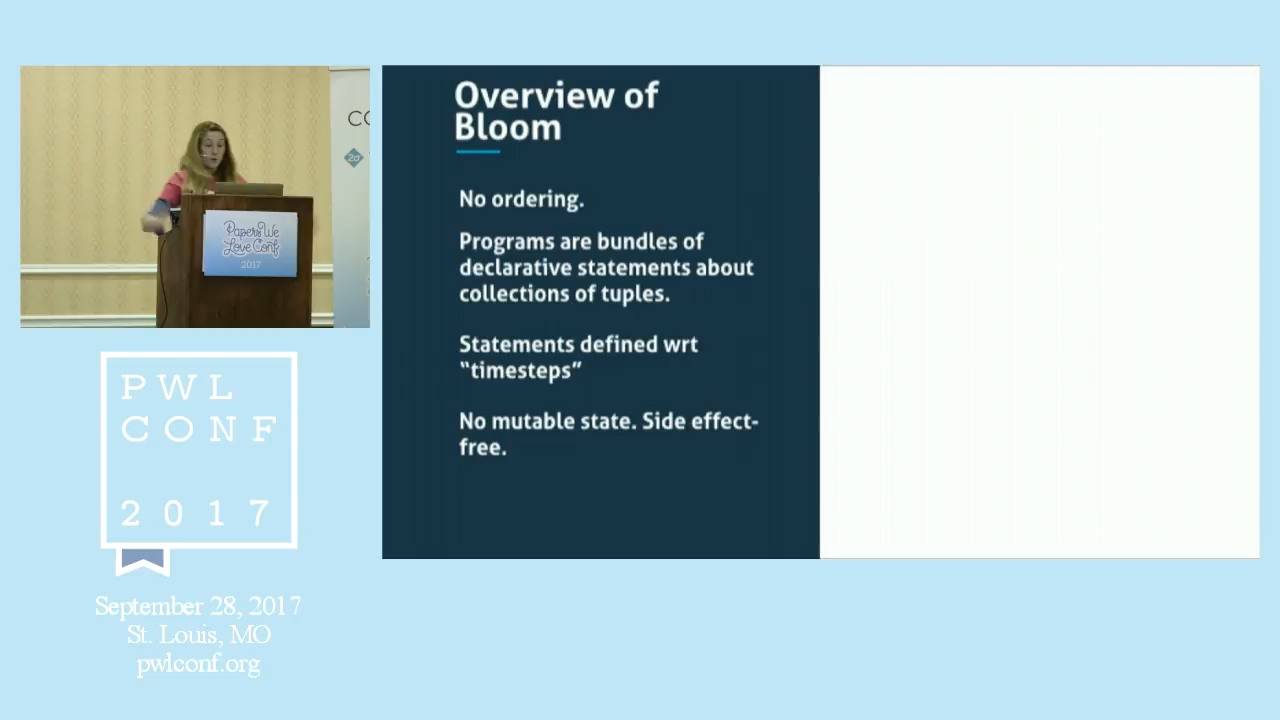 CO
20
Papers We
Love Conf
2017
PWL
CONF
2017
September 28, 2017
St. Louis, MO
pwlconf.org
Overview of
Bloom
No ordering.
Programs are bundles of
declarative statements about
collections of tuples.
Statements defined wrt
“timesteps”
No mutable state. Side effect-
free.